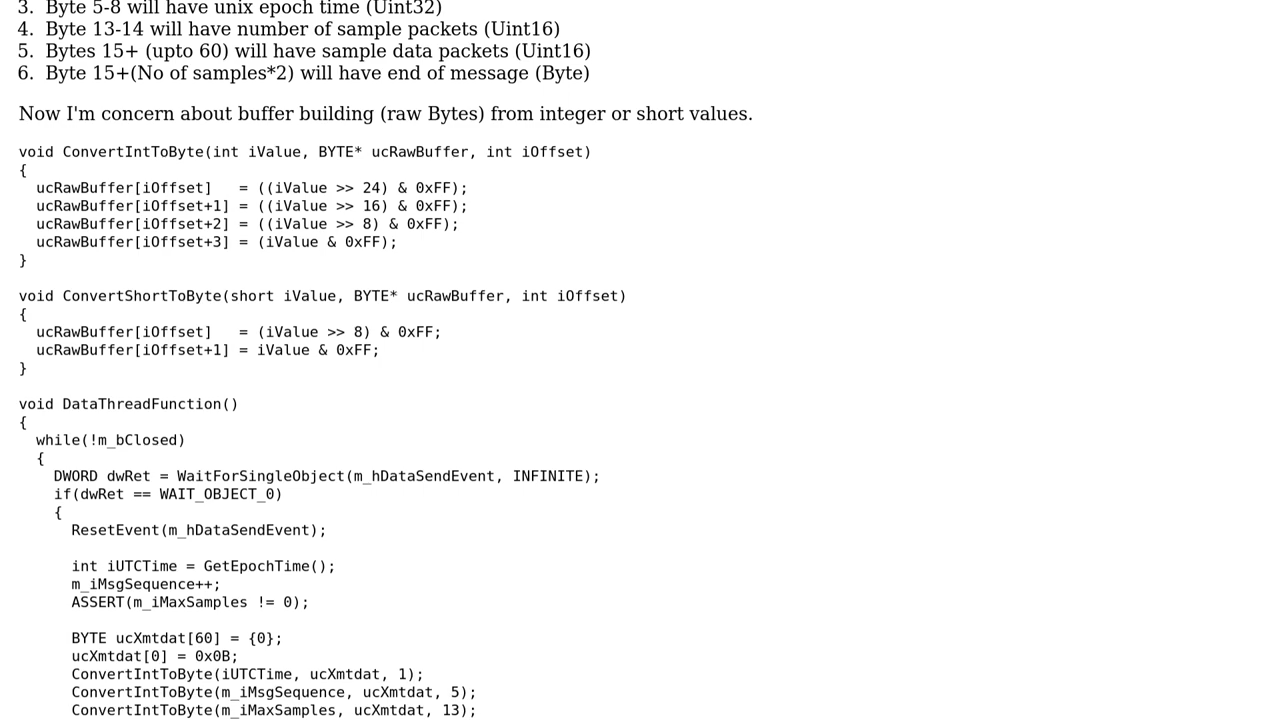 3. Byte 5-8 will have unix epoch time (Uint32)
4. Byte 13-14 will have number of sample packets (Uint16)
5. Bytes 15+ (upto 60) will have sample data packets (Uint16)
6. Byte 15+(No of samples*2) will have end of message (Byte)
Now I'm concern about buffer building (raw Bytes) from integer or short values.
void ConvertIntToByte(int iValue, BYTE* ucRawBuffer, int iOffset)
{
  ucRawBuffer[iOffset]   = ((iValue >> 24) & 0xFF);
  ucRawBuffer[iOffset+1] = ((iValue >> 16) & 0xFF);
  ucRawBuffer[iOffset+2] = ((iValue >> 8) & 0xFF);
  ucRawBuffer[iOffset+3] = (iValue & 0xFF);
}
void ConvertShortToByte(short iValue, BYTE* ucRawBuffer, int iOffset)
{
  ucRawBuffer[iOffset]   = (iValue >> 8) & 0xFF;
  ucRawBuffer[iOffset+1] = iValue & 0xFF;
}
void DataThreadFunction()
{
  while(!m_bClosed)
  {
    DWORD dwRet = WaitForSingleObject(m_hDataSendEvent, INFINITE);
    if(dwRet == WAIT_OBJECT_0)
    {
      ResetEvent(m_hDataSendEvent);
      int iUTCTime = GetEpochTime();
      m_iMsgSequence++;
      ASSERT(m_iMaxSamples != 0);
      BYTE ucXmtdat[60] = {0};
      ucXmtdat[0] = 0x0B;
      ConvertIntToByte(iUTCTime, ucXmtdat, 1);
      ConvertIntToByte(m_iMsgSequence, ucXmtdat, 5);
      ConvertIntToByte(m_iMaxSamples, ucXmtdat, 13);